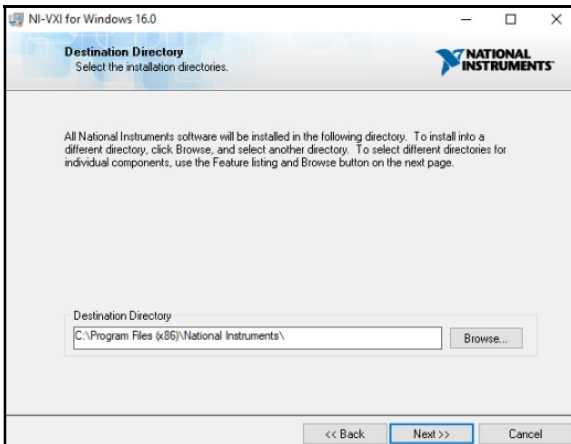 NI-VXI for Windows 16.0
Destination Directory
Select the installation directories.
NATIONAL
INSTRUMENTS
All National Instruments software will be installed in the following directory. To install into a
different directory, click Browse, and select another directory. To select different directories for
individual components, use the Feature listing and Browse button on the next page.
Destination Directory
C:\Program Files (x86)\National Instruments\
Browse...
<< Back
Next >>
Cancel